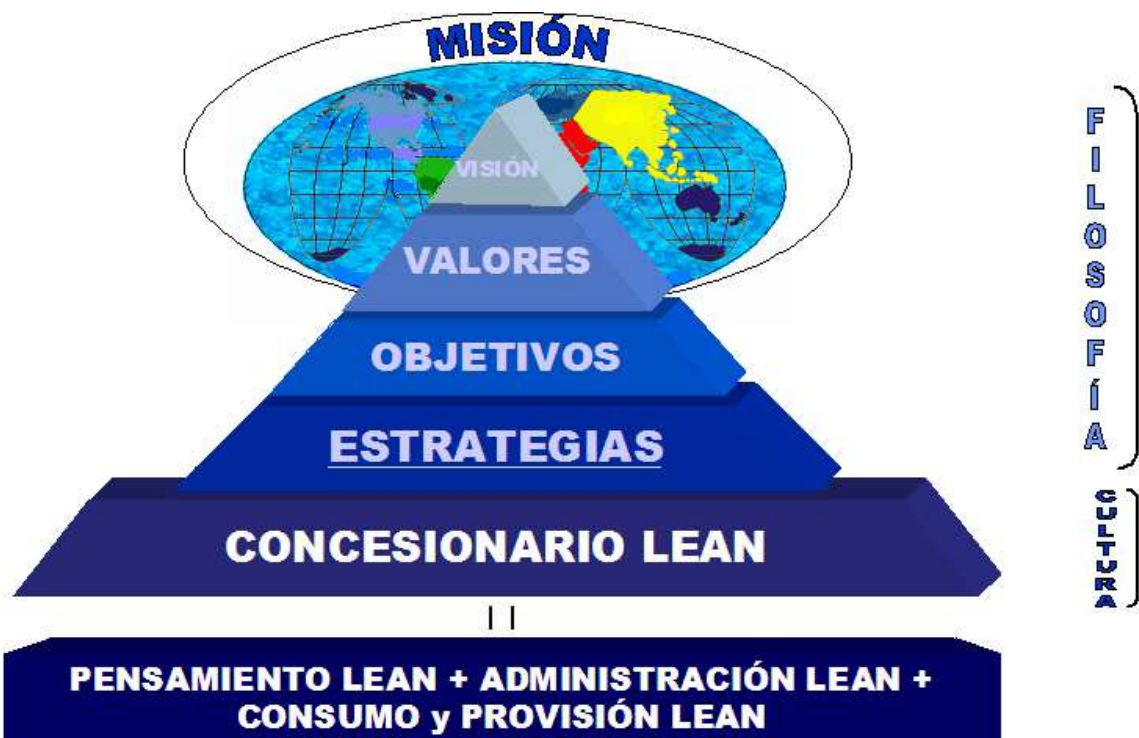 MISIÓN
VISIÓN
VALORES
OBJETIVOS
ESTRATEGIAS
CONCESIONARIO LEAN
PENSAMIENTO LEAN + ADMINISTRACIÓN LEAN +
CONSUMO y PROVISIÓN LEAN
FILOSOFÍA
CULTURA